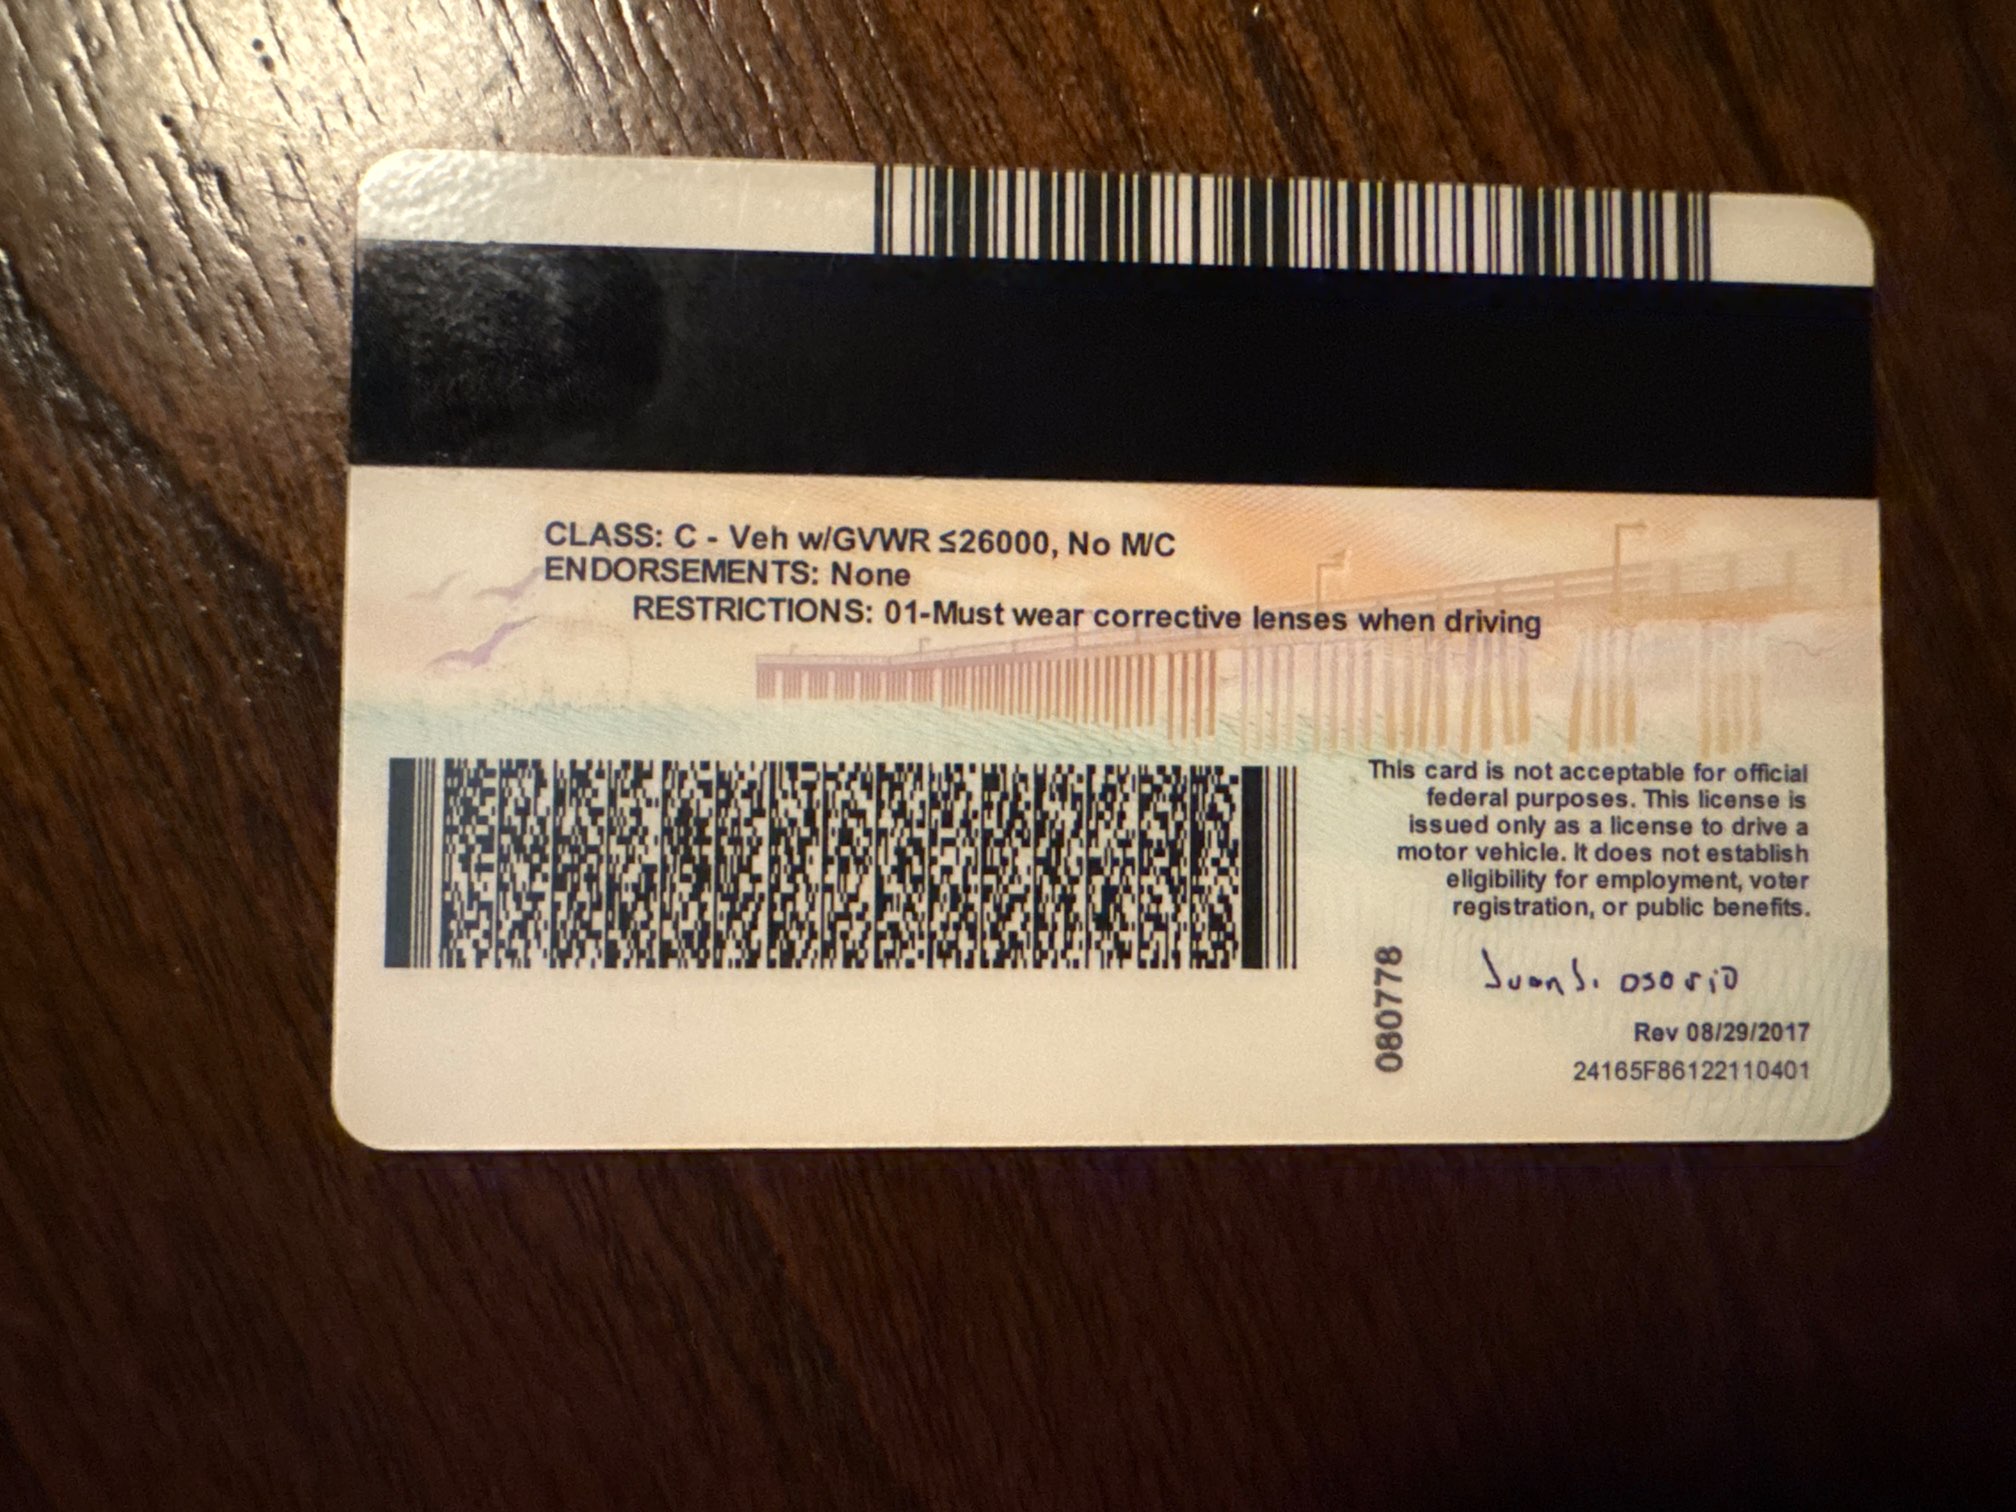 CLASS: C - Veh w/GVWR ≤26000, No M/C
ENDORSEMENTS: None
RESTRICTIONS: 01-Must wear corrective lenses when driving
This card is not acceptable for official
federal purposes. This license is
issued only as a license to drive a
motor vehicle. It does not establish
eligibility for employment, voter
registration, or public benefits.
080778
Juan J. osorio
Rev 08/29/2017
24165F86122110401